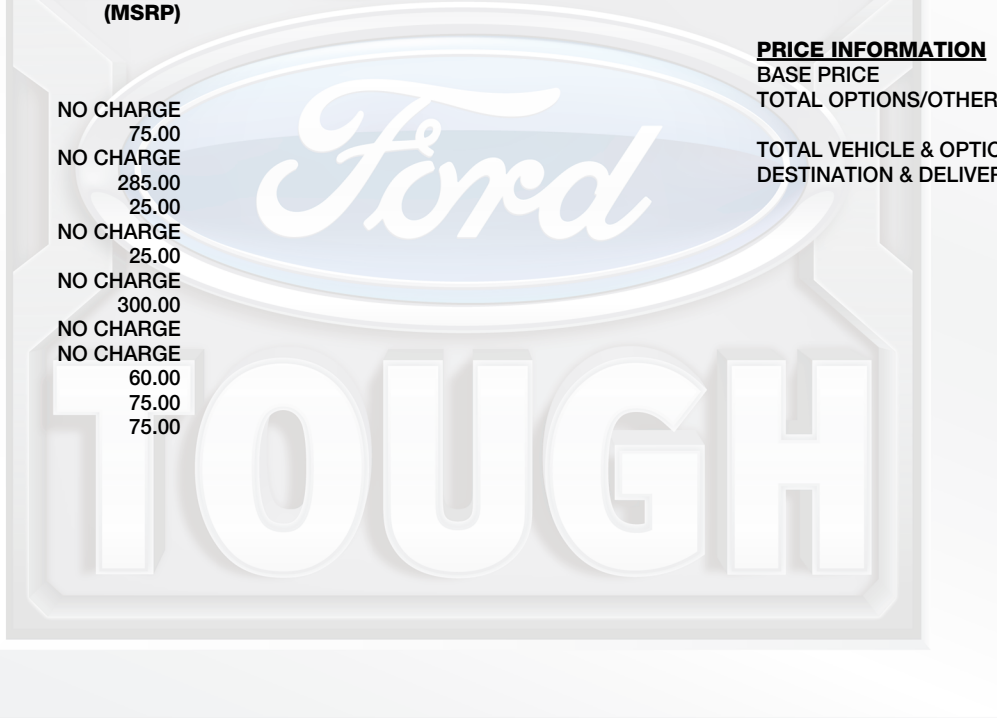 (MSRP)
NO CHARGE
75.00
NO CHARGE
285.00
25.00
NO CHARGE
25.00
NO CHARGE
300.00
NO CHARGE
NO CHARGE
60.00
75.00
75.00
PRICE INFORMATION
BASE PRICE
TOTAL OPTIONS/OTHER
TOTAL VEHICLE & OPTIO
DESTINATION & DELIVER
Ford
TOUGH